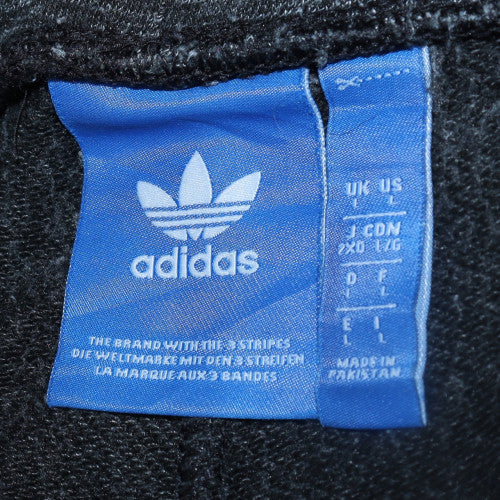 adidas
THE BRAND WITH THE 3 STRIPES
DIE WELTMARKE MIT DEN 3 STREIFEN
LA MARQUE AUX 3 BANDES
UK US
L L
J CDN
2XO L/G
D F
L L
E I
L L
MADE IN
PAKISTAN